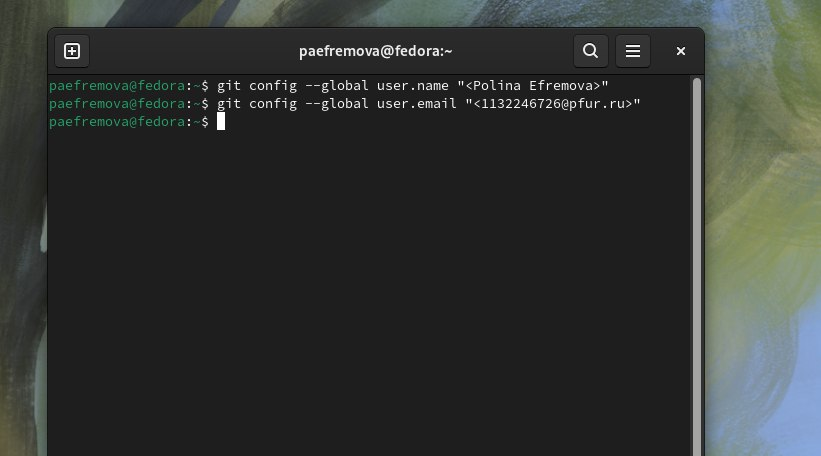 paefremova@fedora:~
paefremova@fedora:~$ git config --global user.name "<Polina Efremova>"
paefremova@fedora:~$ git config --global user.email "<1132246726@pfur.ru>"
paefremova@fedora:~$